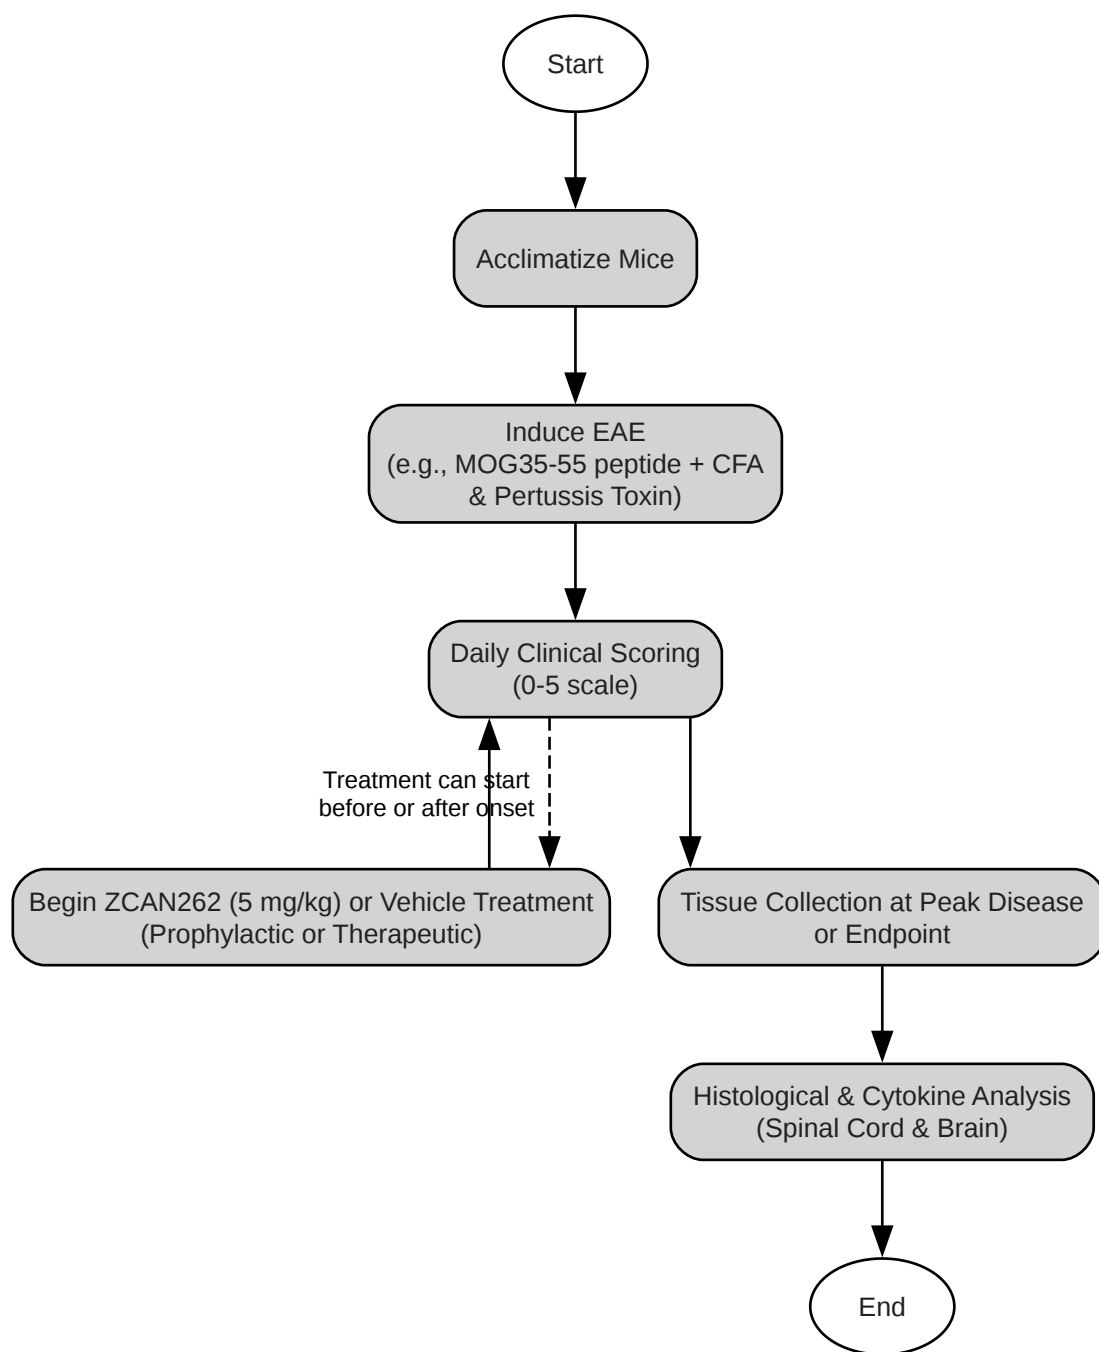 Start
Acclimatize Mice
Induce EAE
(e.g., MOG35-55 peptide + CFA
& Pertussis Toxin)
Daily Clinical Scoring
(0-5 scale)
Treatment can start
before or after onset
Begin ZCAN262 (5 mg/kg) or Vehicle Treatment
(Prophylactic or Therapeutic)
Tissue Collection at Peak Disease
or Endpoint
Histological & Cytokine Analysis
(Spinal Cord & Brain)
End